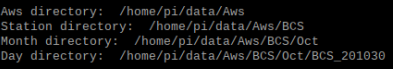 Aws directory:  /home/pi/data/Aws
Station directory:  /home/pi/data/Aws/BCS
Month directory:  /home/pi/data/Aws/BCS/Oct
Day directory:  /home/pi/data/Aws/BCS/Oct/BCS_201030